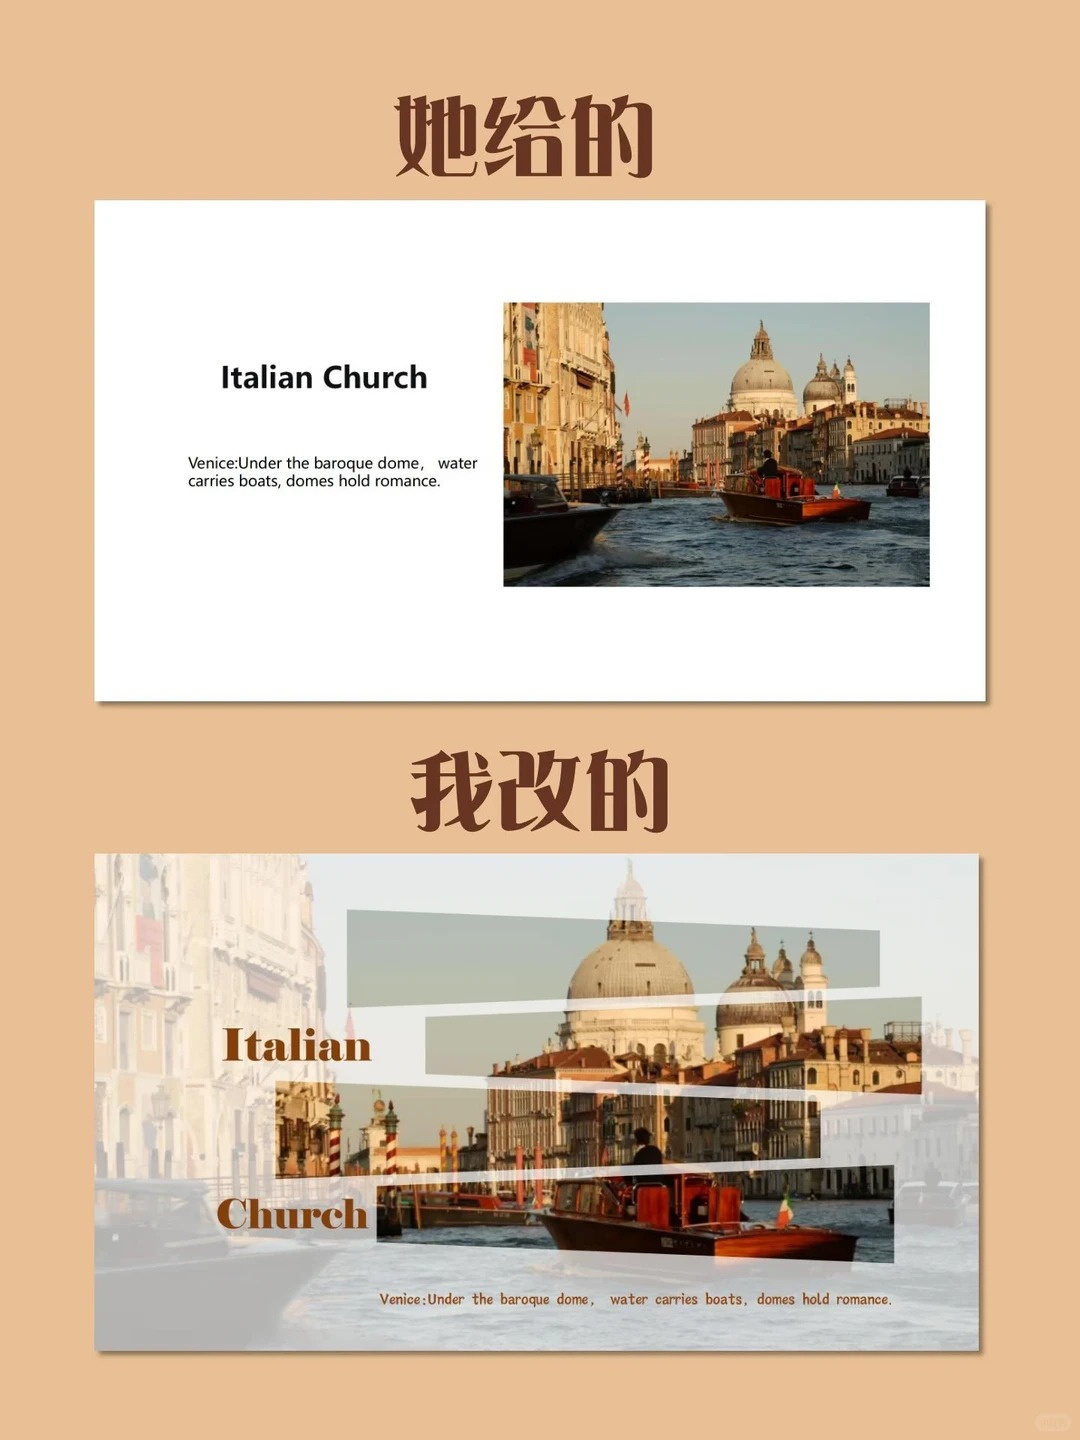 她给的
Italian Church
Venice:Under the baroque dome， water
carries boats, domes hold romance.
我改的
Italian
Church
Venice:Under the baroque dome， water carries boats, domes hold romance.